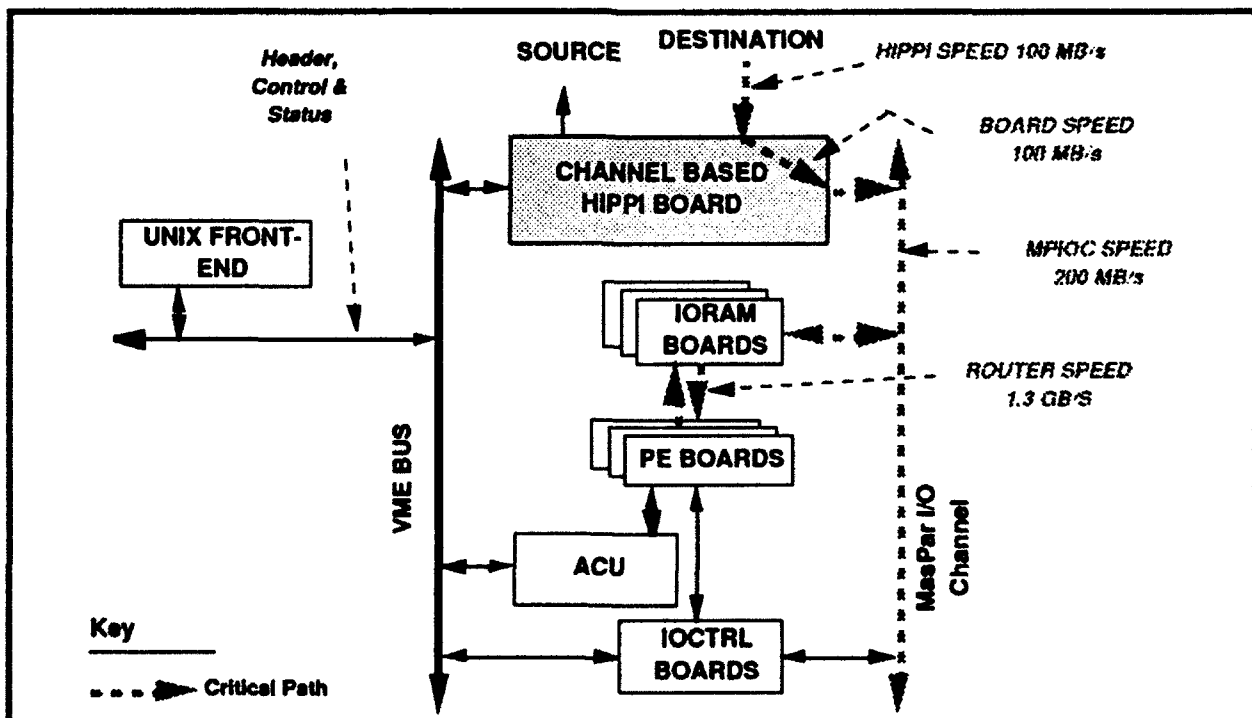 SOURCE
DESTINATION
Header,
Control &
Status
HIPPI SPEED 100 MB/s
BOARD SPEED
100 MB/s
CHANNEL BASED
HIPPI BOARD
UNIX FRONT-
END
MPIOC SPEED
200 MB/s
IORAM
BOARDS
ROUTER SPEED
1.3 GB/S
PE BOARDS
VME BUS
MasPar I/O
Channel
ACU
IOCTRL
BOARDS
Key
Critical Path